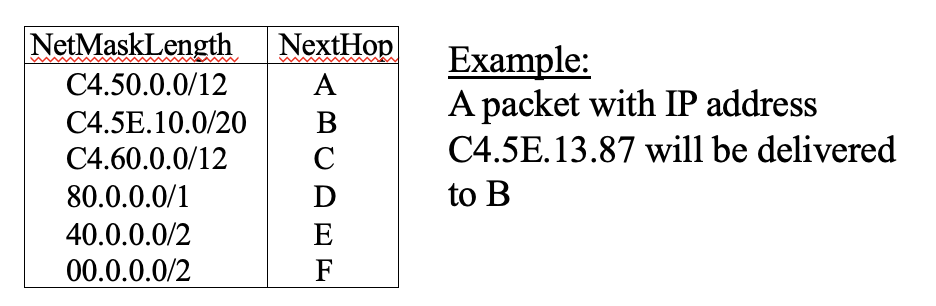 NetMaskLength NextHop
C4.50.0.0/12 A
C4.5E.10.0/20 B
C4.60.0.0/12 C
80.0.0.0/1 D
40.0.0.0/2 E
00.0.0.0/2 F
Example:
A packet with IP address
C4.5E.13.87 will be delivered
to B